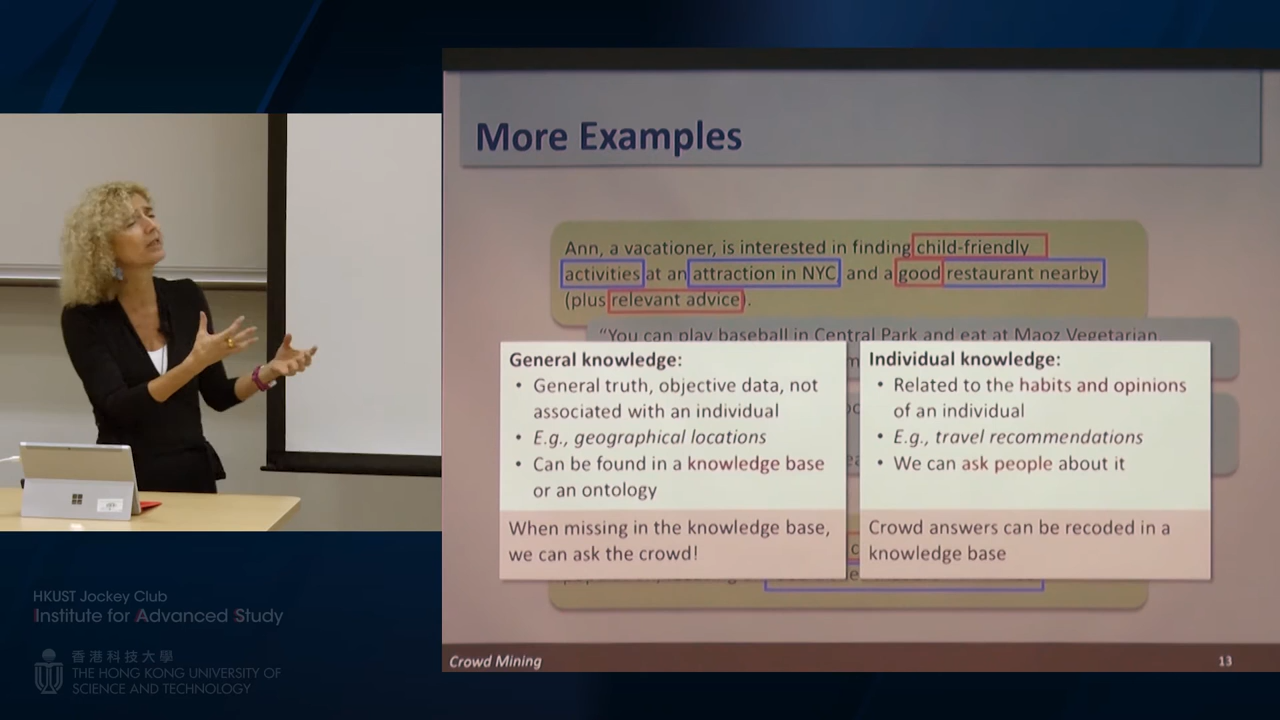 More Examples
Ann, a vacationer, is interested in finding child-friendly
activities at an attraction in NYC and a good restaurant nearby
(plus relevant advice).
"You can play baseball in Central Park and eat at Maoz Vegetarian
General knowledge:
• General truth, objective data, not
associated with an individual
• E.g., geographical locations
• Can be found in a knowledge base
or an ontology
When missing in the knowledge base,
we can ask the crowd!
Individual knowledge:
• Related to the habits and opinions
of an individual
• E.g., travel recommendations
• We can ask people about it
Crowd answers can be recoded in a
knowledge base
Crowd Mining
13
HKUST Jockey Club
Institute for Advanced Study
香港科技大學
THE HONG KONG UNIVERSITY OF
SCIENCE AND TECHNOLOGY